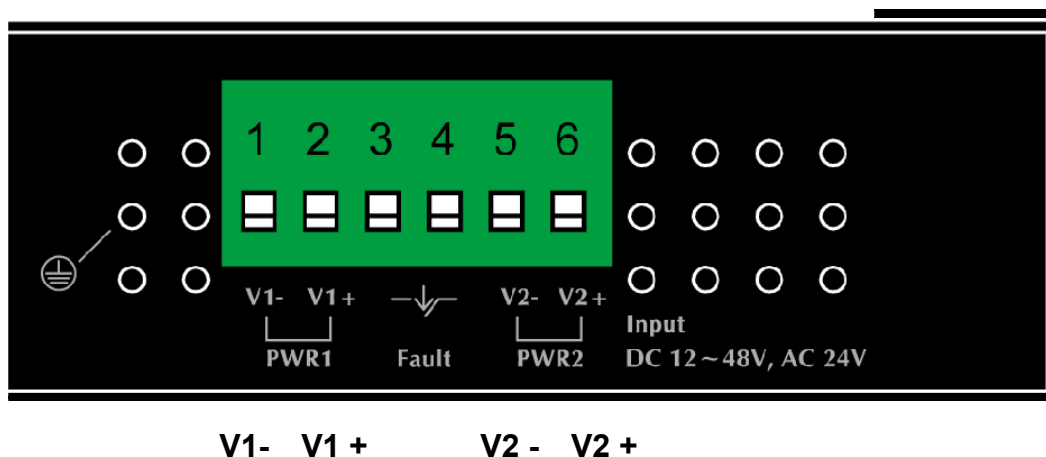 1 2 3 4 5 6
V1- V1+ V2- V2+
PWR1 Fault PWR2
Input
DC 12~48V, AC 24V
V1- V1 + V2 - V2 +